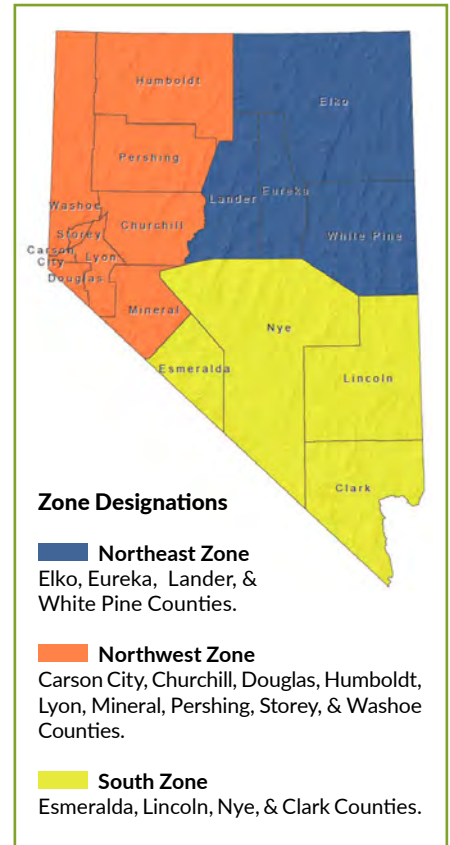 Humboldt
Elko
Pershing
Lander
Eureka
Washoe
Churchill
Storey
White Pine
Carson
City
Lyon
Douglas
Mineral
Nye
Esmeralda
Lincoln
Clark
Zone Designations
Northeast Zone
Elko, Eureka, Lander, &
White Pine Counties.
Northwest Zone
Carson City, Churchill, Douglas, Humboldt,
Lyon, Mineral, Pershing, Storey, & Washoe
Counties.
South Zone
Esmeralda, Lincoln, Nye, & Clark Counties.